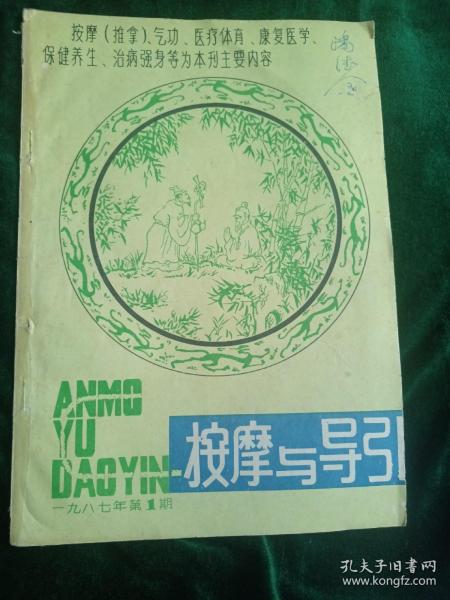 按摩(推拿)、气功、医疗体育、康复医学、
保健养生、治病强身等为本刊主要内容
ANMO
YU
DAOYIN
按摩与导引
一九八七年第1期
孔夫子旧书网
www.kongfz.com